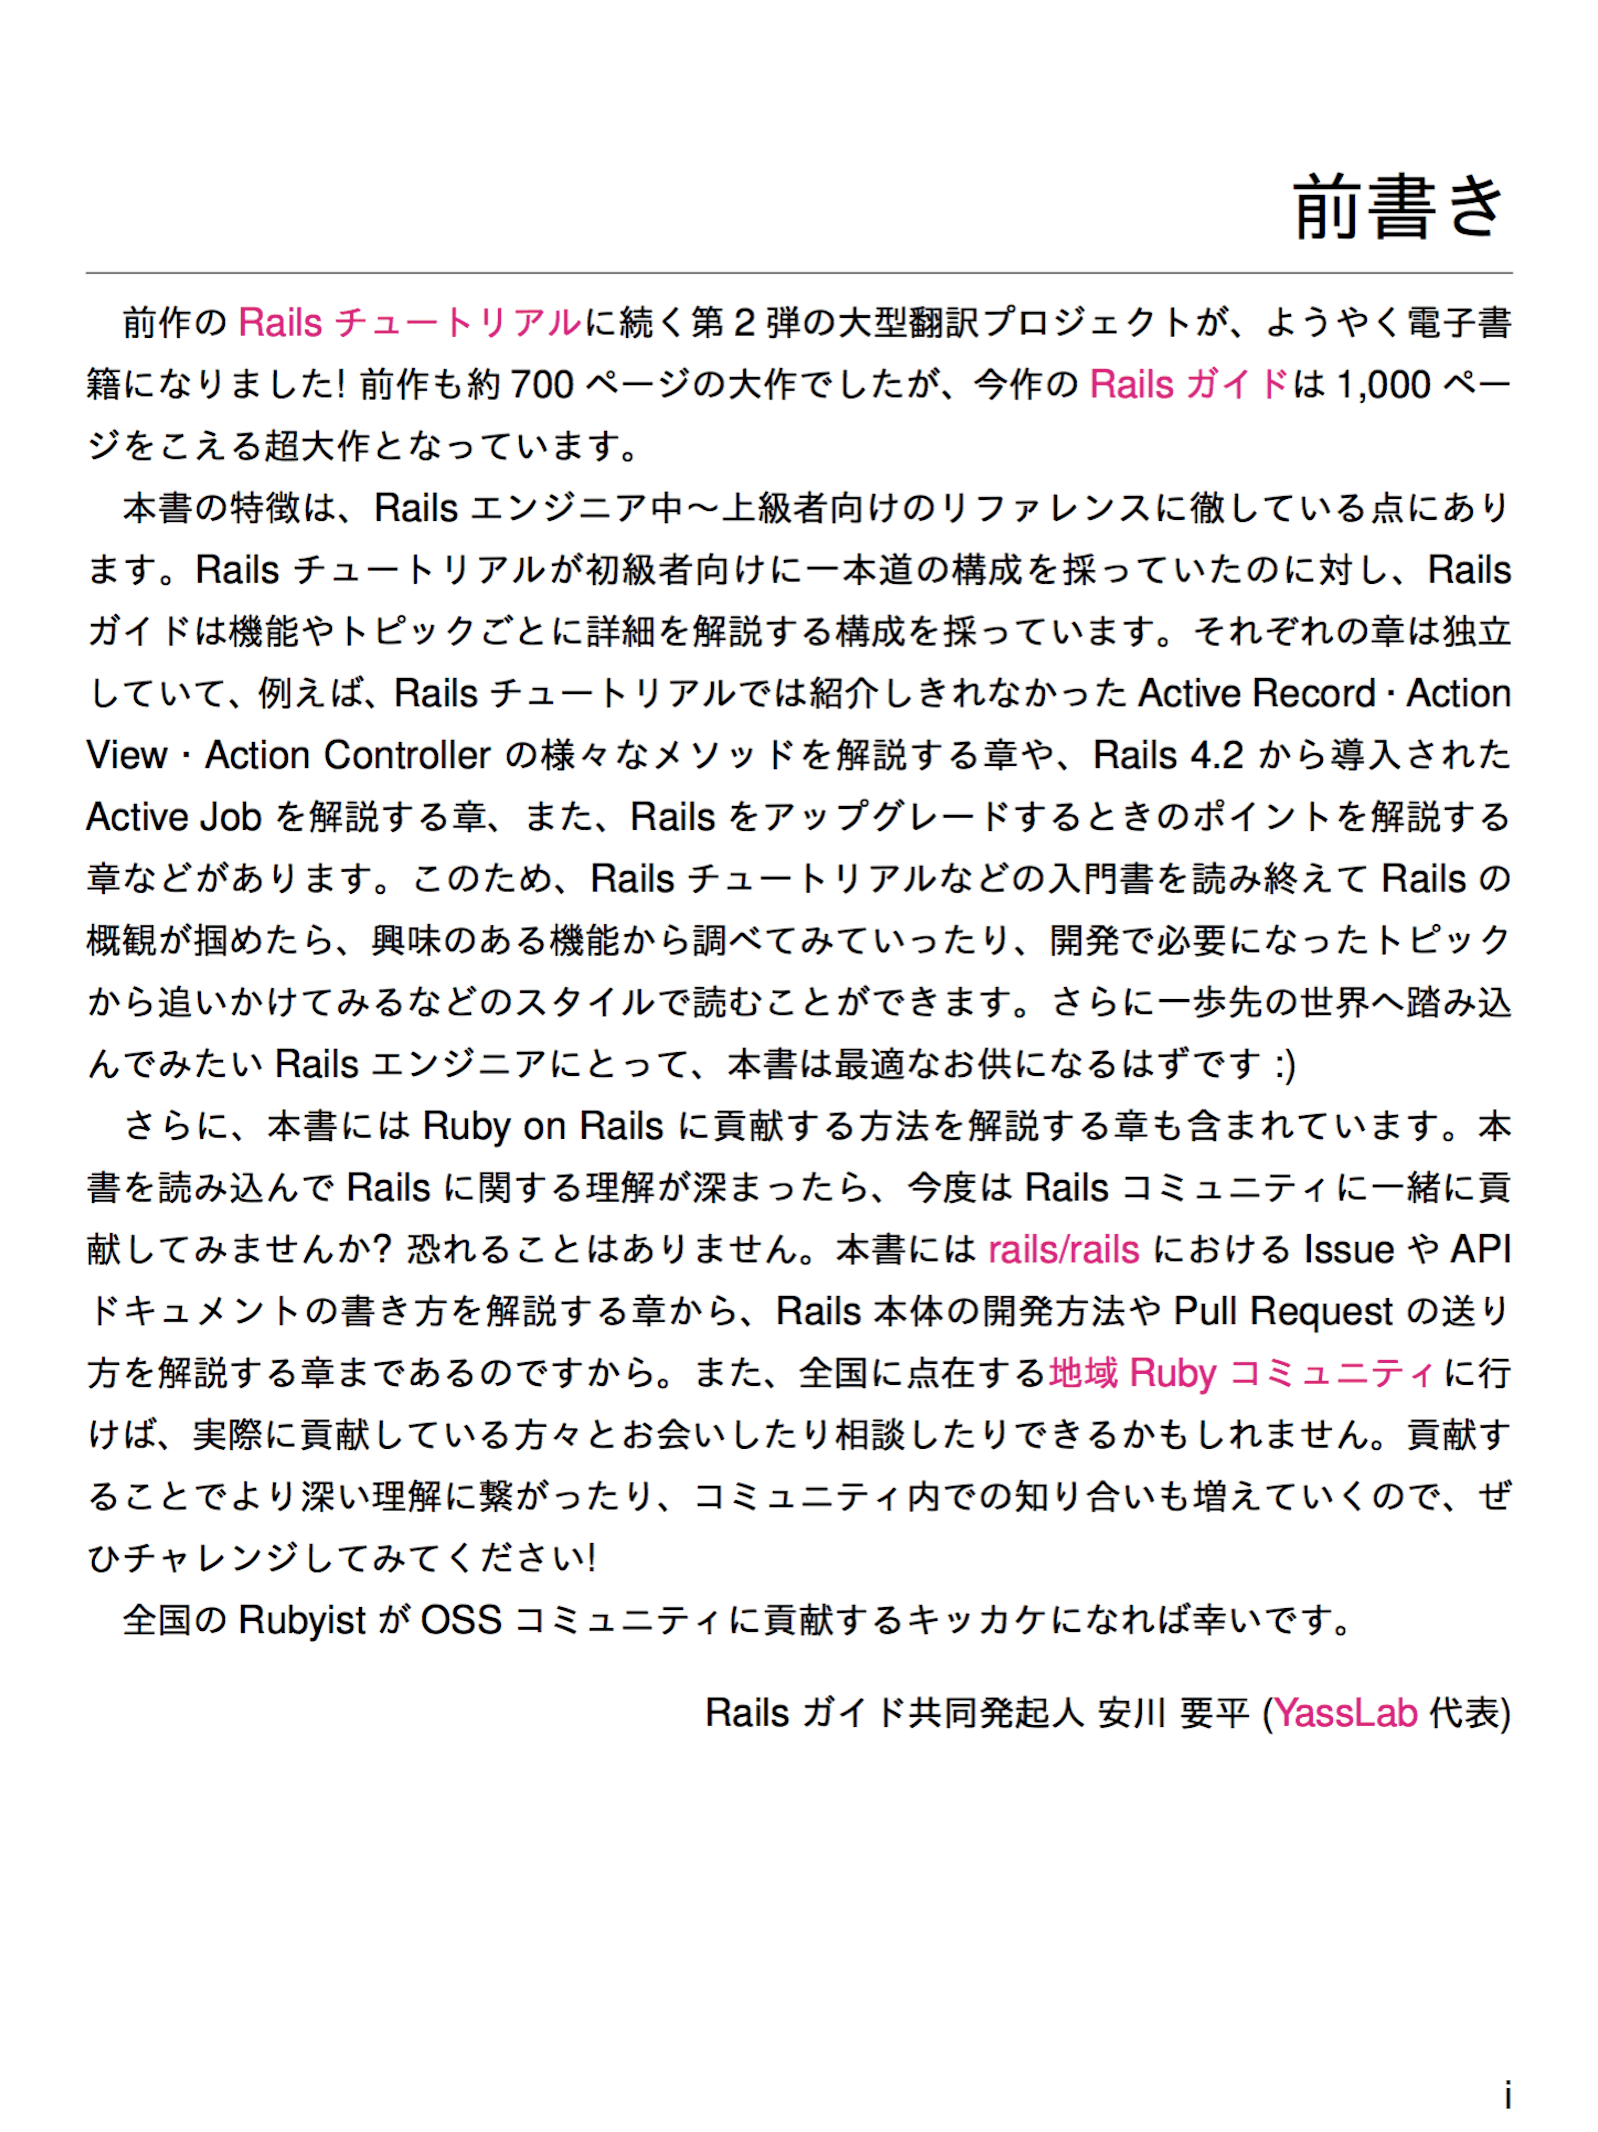 前書き
前作の Rails チュートリアルに続く第 2 弾の大型翻訳プロジェクトが、ようやく電子書
籍になりました! 前作も約 700 ページの大作でしたが、今作の Rails ガイドは 1,000 ペー
ジをこえる超大作となっています。
本書の特徴は、Rails エンジニア中〜上級者向けのリファレンスに徹している点にあり
ます。Rails チュートリアルが初級者向けに一本道の構成を採っていたのに対し、Rails
ガイドは機能やトピックごとに詳細を解説する構成を採っています。それぞれの章は独立
していて、例えば、Rails チュートリアルでは紹介しきれなかった Active Record · Action
View · Action Controller の様々なメソッドを解説する章や、Rails 4.2 から導入された
Active Job を解説する章、また、Rails をアップグレードするときのポイントを解説する
章などがあります。このため、Rails チュートリアルなどの入門書を読み終えて Rails の
概観が掴めたら、興味のある機能から調べてみていったり、開発で必要になったトピック
から追いかけてみるなどのスタイルで読むことができます。さらに一歩先の世界へ踏み込
んでみたい Rails エンジニアにとって、本書は最適なお供になるはずです :)
さらに、本書には Ruby on Rails に貢献する方法を解説する章も含まれています。本
書を読み込んで Rails に関する理解が深まったら、今度は Rails コミュニティに一緒に貢
献してみませんか? 恐れることはありません。本書には rails/rails における Issue や API
ドキュメントの書き方を解説する章から、Rails 本体の開発方法や Pull Request の送り
方を解説する章まであるのですから。また、全国に点在する地域 Ruby コミュニティに行
けば、実際に貢献している方々とお会いしたり相談したりできるかもしれません。貢献す
ることでより深い理解に繋がったり、コミュニティ内での知り合いも増えていくので、ぜ
ひチャレンジしてみてください!
全国の Rubyist が OSS コミュニティに貢献するキッカケになれば幸いです。
Rails ガイド共同発起人 安川 要平 (YassLab 代表)
i